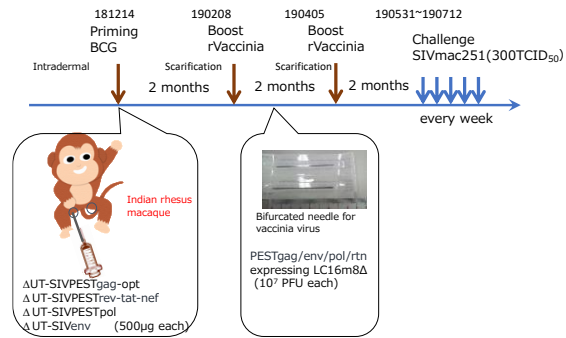 181214
190208
190405
190531~190712
Priming
BCG
Boost
rVaccinia
Boost
rVaccinia
Challenge
SIVmac251(300TCID50)
Intradermal
Scarification
Scarification
2 months
2 months
2 months
every week
Indian rhesus
macaque
ΔUT-SIVPESTgag-opt
ΔUT-SIVPESTrev-tat-nef
ΔUT-SIVPESTpol
ΔUT-SIVenv (500μg each)
Bifurcated needle for
vaccinia virus
PESTgag/env/pol/rtn
expressing LC16m8Δ
(10⁷ PFU each)